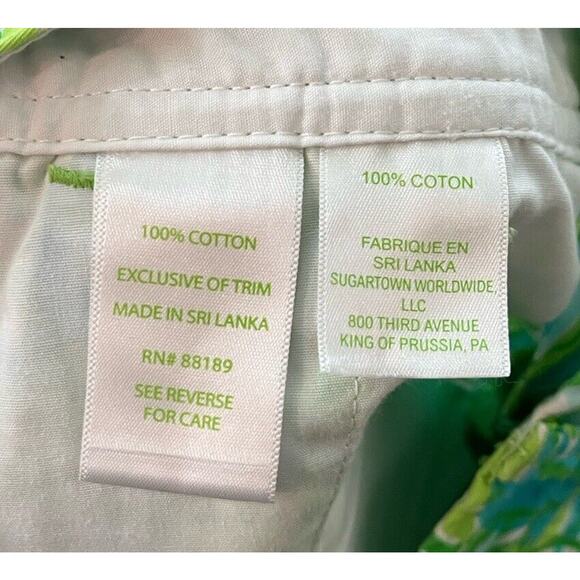 100% COTTON
EXCLUSIVE OF TRIM
MADE IN SRI LANKA
RN# 88189
SEE REVERSE
FOR CARE
100% COTON
FABRIQUE EN
SRI LANKA
SUGARTOWN WORLDWIDE,
LLC
800 THIRD AVENUE
KING OF PRUSSIA, PA